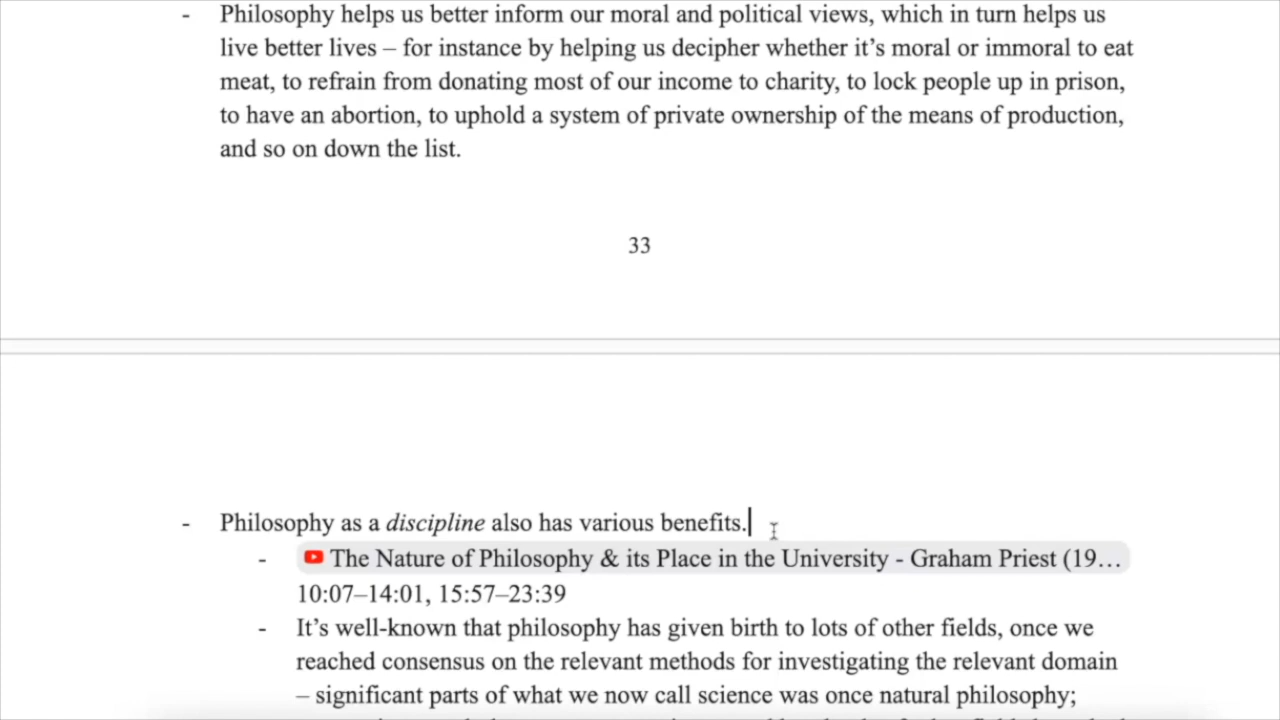 - Philosophy helps us better inform our moral and political views, which in turn helps us
live better lives – for instance by helping us decipher whether it’s moral or immoral to eat
meat, to refrain from donating most of our income to charity, to lock people up in prison,
to have an abortion, to uphold a system of private ownership of the means of production,
and so on down the list.
33
- Philosophy as a discipline also has various benefits.
- The Nature of Philosophy & its Place in the University - Graham Priest (19…
10:07–14:01, 15:57–23:39
- It’s well-known that philosophy has given birth to lots of other fields, once we
reached consensus on the relevant methods for investigating the relevant domain
– significant parts of what we now call science was once natural philosophy;